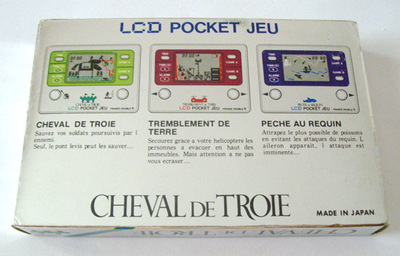 LCD POCKET JEU
CHEVAL DE TROIE
Sauvez vos soldats poursuivis par l
ennemi.
Seul, le pont levis peut les sauver...
TREMBLEMENT DE
TERRE
Secourez grace a votre helicoptere les
personnes a evacuer en haut des
immeubles. Mais attention a ne pas
vous ecraser...
PECHE AU REQUIN
Attrapez le plus possible de poissons
en evitant les attaques du requin. L
aileron apparait, l attaque est
imminente...
CHEVAL DE TROIE
MADE IN JAPAN